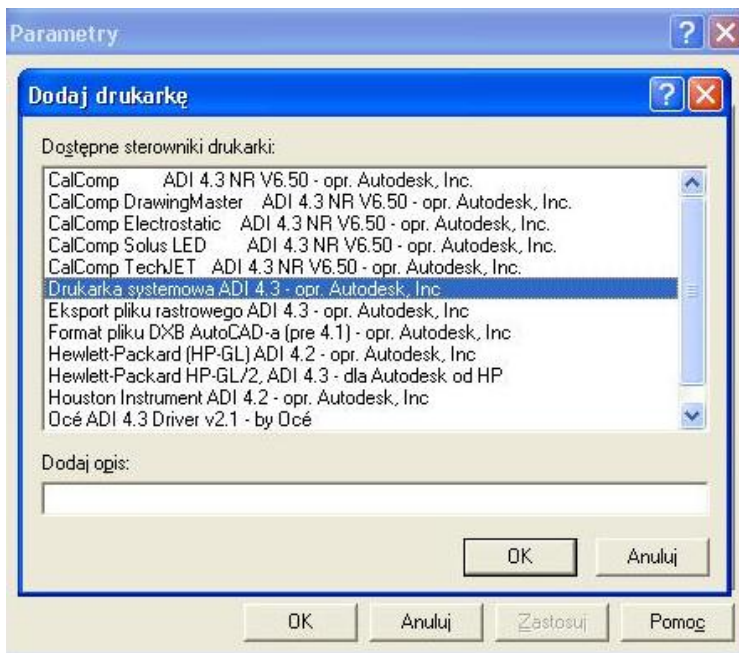 Parametry
Dodaj drukarkę
Dostępne sterowniki drukarki:
CalComp ADI 4.3 NR V6.50 - opr. Autodesk, Inc.
CalComp DrawingMaster ADI 4.3 NR V6.50 - opr. Autodesk, Inc.
CalComp Electrostatic ADI 4.3 NR V6.50 - opr. Autodesk, Inc.
CalComp Solus LED ADI 4.3 NR V6.50 - opr. Autodesk, Inc.
CalComp TechJET ADI 4.3 NR V6.50 - opr. Autodesk, Inc.
Drukarka systemowa ADI 4.3 - opr. Autodesk, Inc
Eksport pliku rastrowego ADI 4.3 - opr. Autodesk, Inc
Format pliku DXB AutoCAD-a (pre 4.1) - opr. Autodesk, Inc
Hewlett-Packard (HP-GL) ADI 4.2 - opr. Autodesk, Inc
Hewlett-Packard HP-GL/2, ADI 4.3 - dla Autodesk od HP
Houston Instrument ADI 4.2 - opr. Autodesk, Inc
Océ ADI 4.3 Driver v2.1 - by Océ
Dodaj opis:
OK Anuluj
OK Anuluj Zastosuj Pomoc